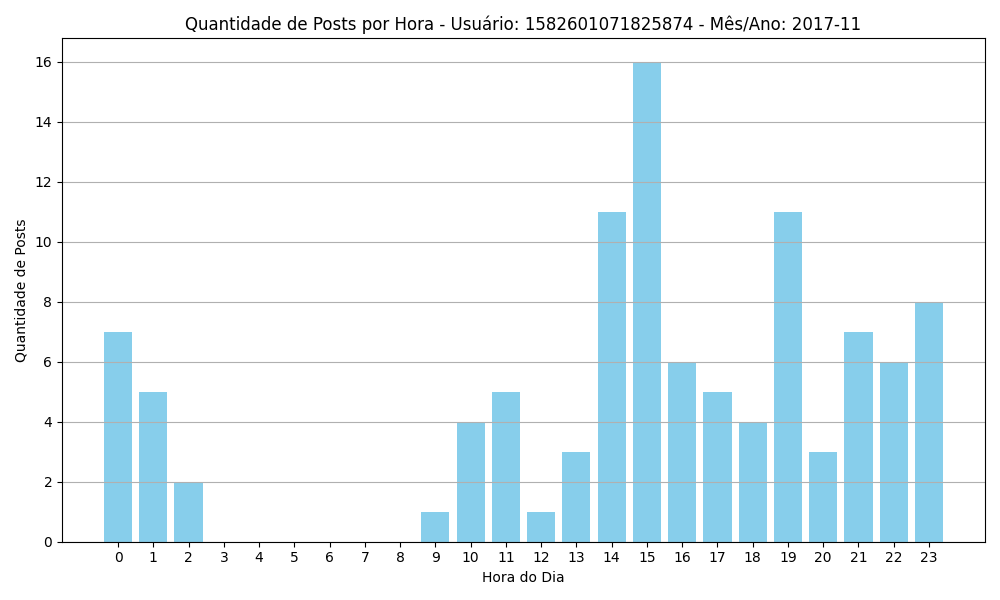 Quantidade de Posts por Hora - Usuário: 1582601071825874 - Mês/Ano: 2017-11
Quantidade de Posts
16
14
12
10
8
6
4
2
0
0 1 2 3 4 5 6 7 8 9 10 11 12 13 14 15 16 17 18 19 20 21 22 23
Hora do Dia